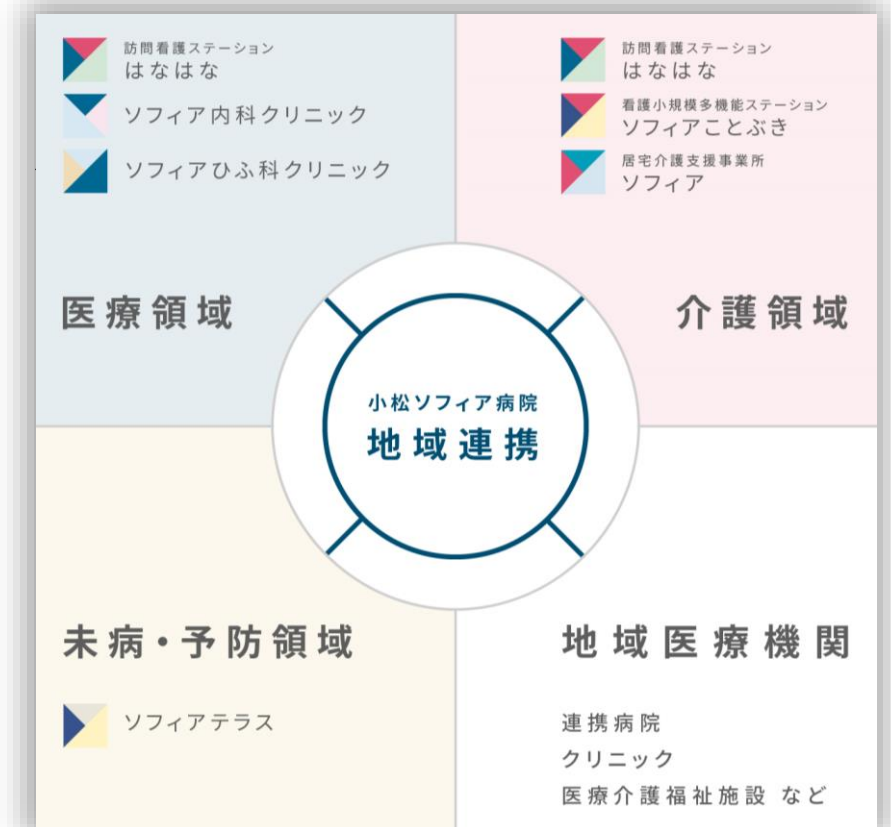 訪問看護ステーション
はなはな
ソフィア内科クリニック
ソフィアひふ科クリニック
医療領域
訪問看護ステーション
はなはな
看護小規模多機能ステーション
ソフィアことぶき
居宅介護支援事業所
ソフィア
介護領域
小松ソフィア病院
地域連携
未病・予防領域
ソフィアテラス
地域医療機関
連携病院
クリニック
医療介護福祉施設 など